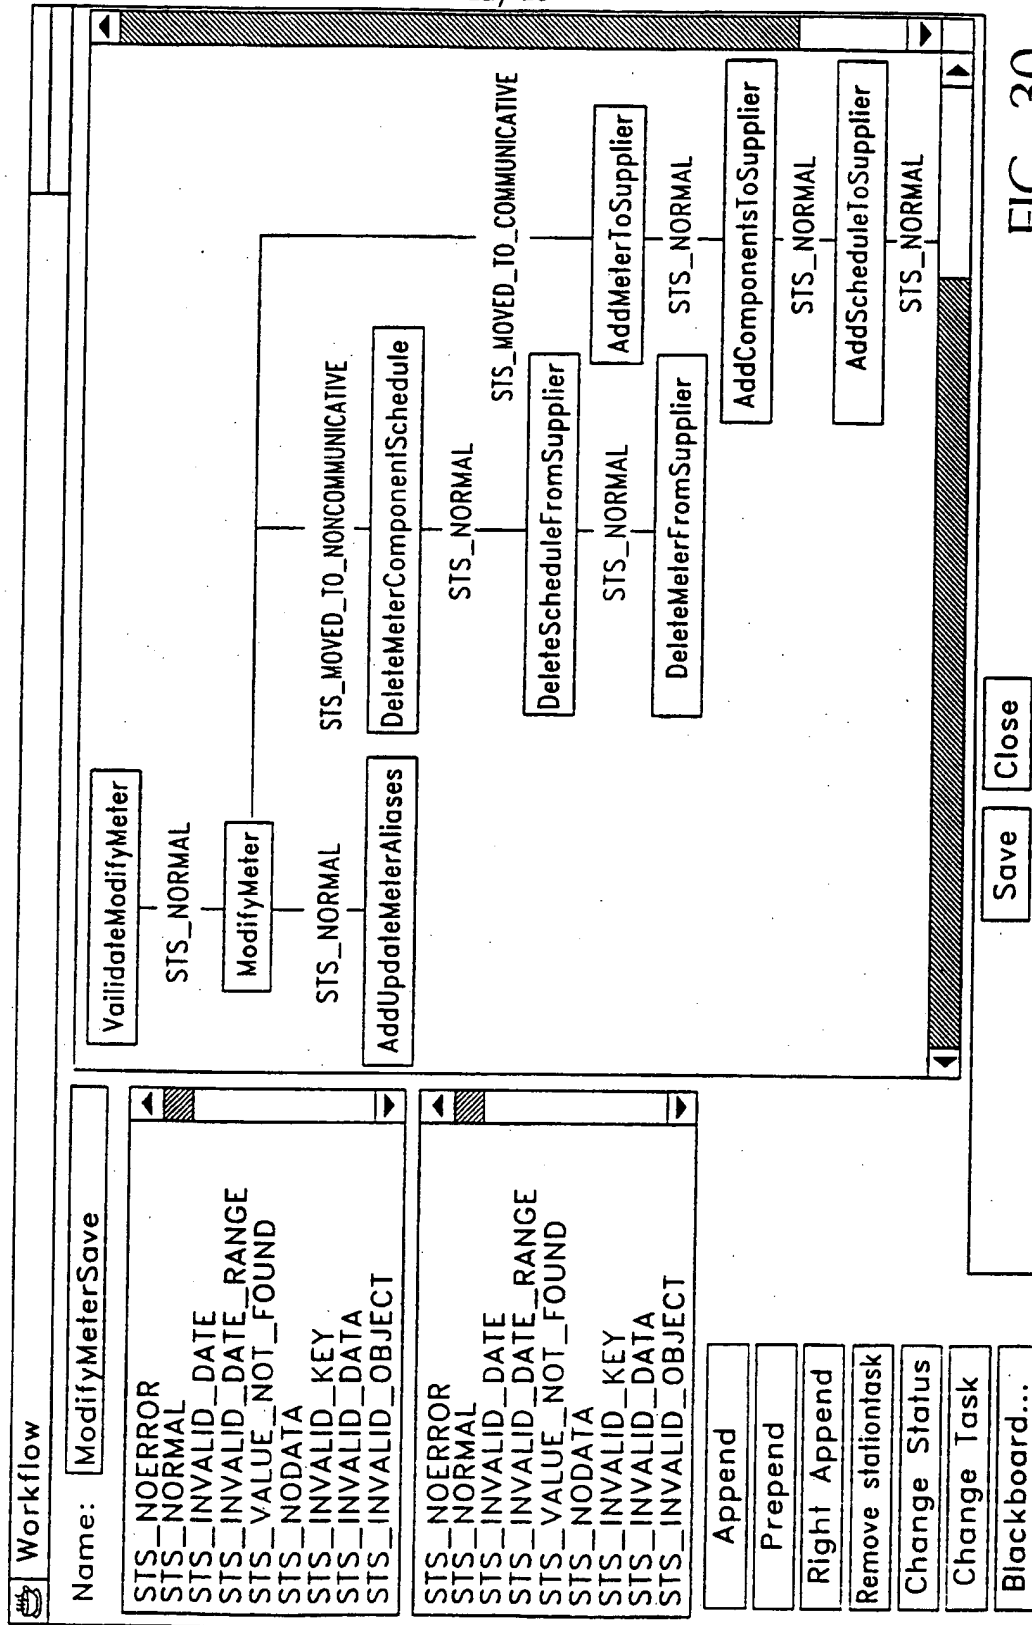 Workflow
Name: ModifyMeterSave
STS_NOERROR
STS_NORMAL
STS_INVALID_DATE
STS_INVALID_DATE_RANGE
STS_VALUE_NOT_FOUND
STS_NODATA
STS_INVALID_KEY
STS_INVALID_DATA
STS_INVALID_OBJECT
STS_NOERROR
STS_NORMAL
STS_INVALID_DATE
STS_INVALID_DATE_RANGE
STS_VALUE_NOT_FOUND
STS_NODATA
STS_INVALID_KEY
STS_INVALID_DATA
STS_INVALID_OBJECT
Append
Prepend
Right Append
Remove stationtask
Change Status
Change Task
Blackboard...
VailidateModifyMeter
STS_NORMAL
ModifyMeter
STS_NORMAL
AddUpdateMeterAliases
STS_MOVED_TO_NONCOMMUNICATIVE
DeleteMeterComponentSchedule
STS_NORMAL
DeleteScheduleFromSupplier
STS_NORMAL
DeleteMeterFromSupplier
STS_MOVED_TO_COMMUNICATIVE
AddMeterToSupplier
STS_NORMAL
AddComponentsToSupplier
STS_NORMAL
AddScheduleToSupplier
STS_NORMAL
Save
Close